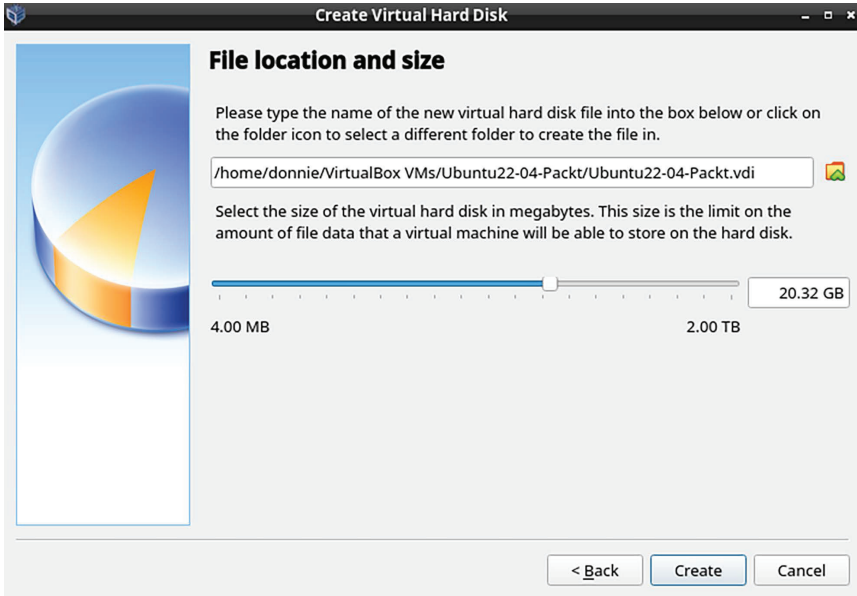 Create Virtual Hard Disk
File location and size
Please type the name of the new virtual hard disk file into the box below or click on
the folder icon to select a different folder to create the file in.
/home/donnie/VirtualBox VMs/Ubuntu22-04-Packt/Ubuntu22-04-Packt.vdi
Select the size of the virtual hard disk in megabytes. This size is the limit on the
amount of file data that a virtual machine will be able to store on the hard disk.
20.32 GB
4.00 MB 2.00 TB
< Back Create Cancel